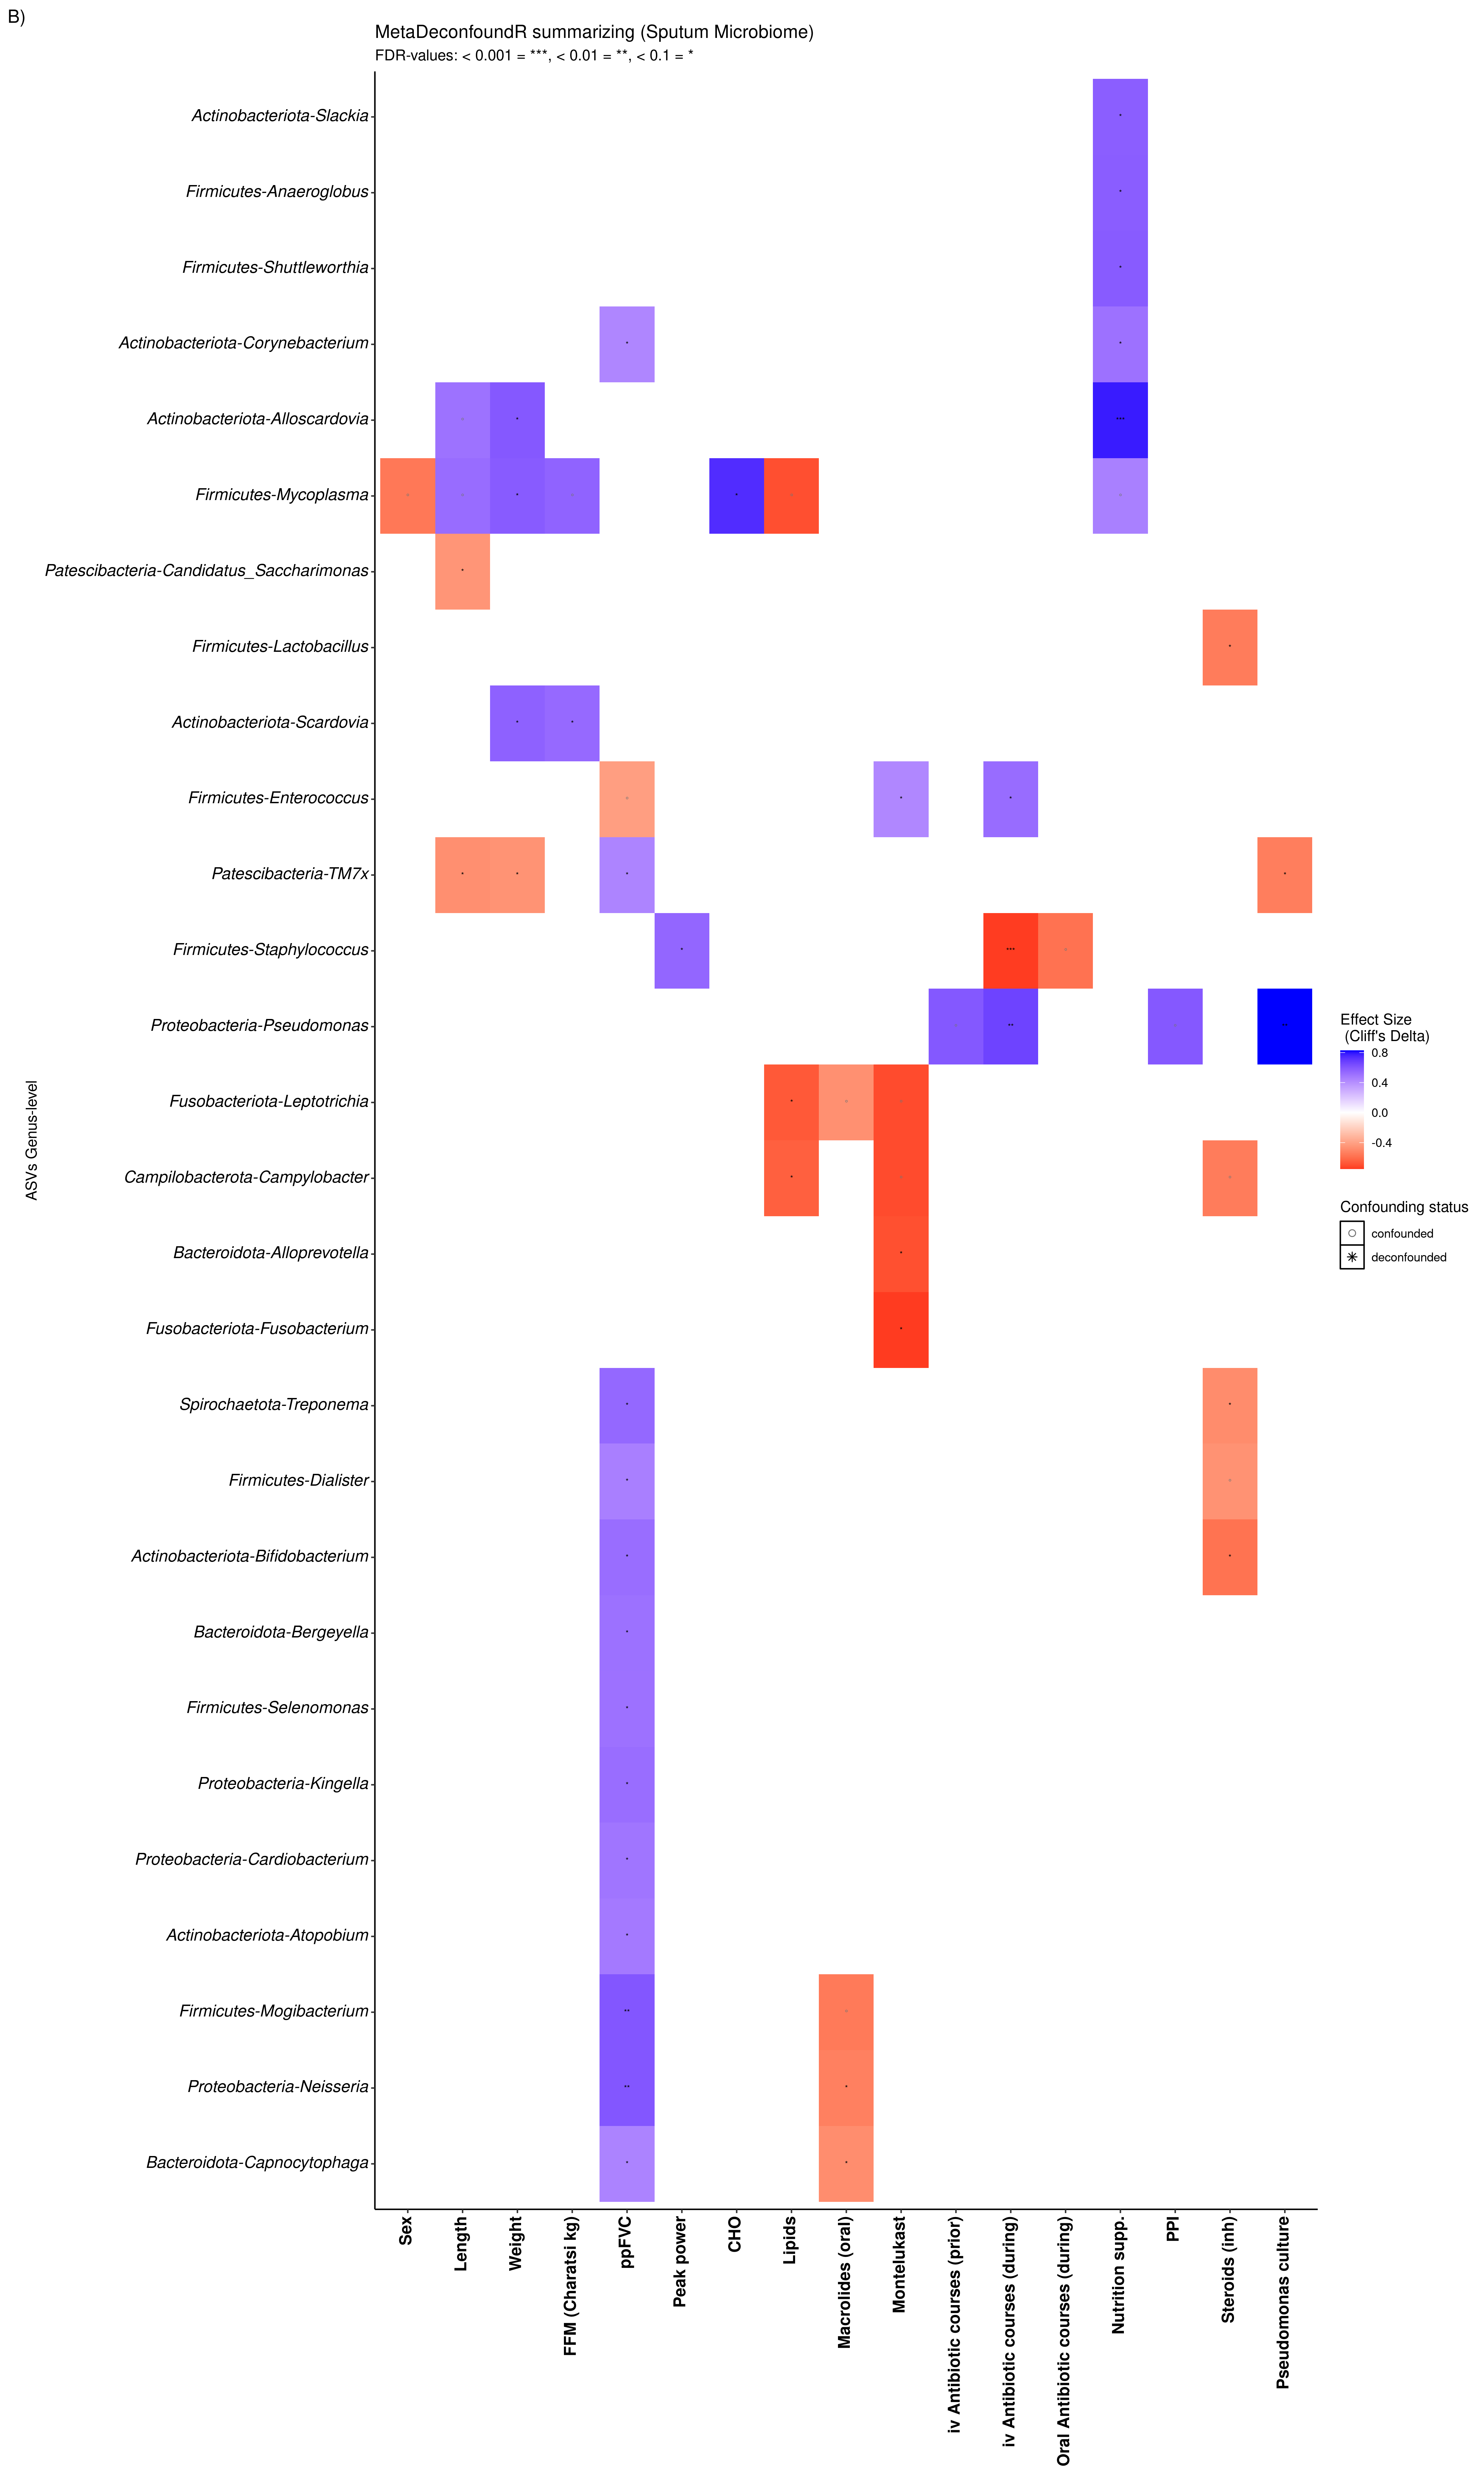 B)
MetaDeconfoundR summarizing (Sputum Microbiome)
FDR-values: < 0.001 = ***, < 0.01 = **, < 0.1 = *
Actinobacteriota-Slackia
Firmicutes-Anaeroglobus
Firmicutes-Shuttleworthia
Actinobacteriota-Corynebacterium
Actinobacteriota-Alloscardovia
Firmicutes-Mycoplasma
Patescibacteria-Candidatus_Saccharimonas
Firmicutes-Lactobacillus
Actinobacteriota-Scardovia
Firmicutes-Enterococcus
Patescibacteria-TM7x
Firmicutes-Staphylococcus
Proteobacteria-Pseudomonas
Fusobacteriota-Leptotrichia
Campilobacterota-Campylobacter
Bacteroidota-Alloprevotella
Fusobacteriota-Fusobacterium
Spirochaetota-Treponema
Firmicutes-Dialister
Actinobacteriota-Bifidobacterium
Bacteroidota-Bergeyella
Firmicutes-Selenomonas
Proteobacteria-Kingella
Proteobacteria-Cardiobacterium
Actinobacteriota-Atopobium
Firmicutes-Mogibacterium
Proteobacteria-Neisseria
Bacteroidota-Capnocytophaga
ASVs Genus-level
Sex
Length
Weight
FFM (Charatsi kg)
ppFVC
Peak power
CHO
Lipids
Macrolides (oral)
Montelukast
iv Antibiotic courses (prior)
iv Antibiotic courses (during)
Oral Antibiotic courses (during)
Nutrition supp.
PPI
Steroids (inh)
Pseudomonas culture
Effect Size
(Cliff's Delta)
0.8
0.4
0.0
-0.4
Confounding status
confounded
deconfounded